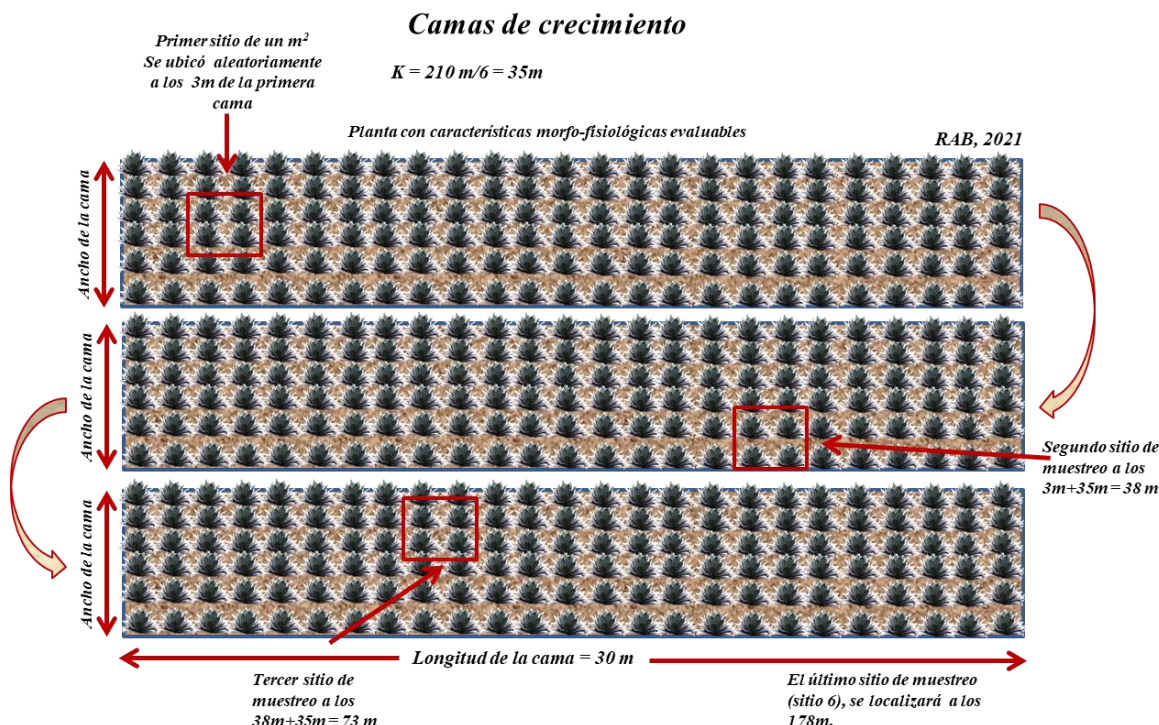 Camas de crecimiento
Primer sitio de un m²
Se ubicó aleatoriamente
a los 3m de la primera
cama
K = 210 m/6 = 35m
Planta con características morfo-fisiológicas evaluables
RAB, 2021
Ancho de la cama
Ancho de la cama
Segundo sitio de
muestreo a los
3m+35m= 38 m
Ancho de la cama
Longitud de la cama = 30 m
Tercer sitio de
muestreo a los
38m+35m= 73 m
El último sitio de muestreo
(sitio 6), se localizará a los
178m.